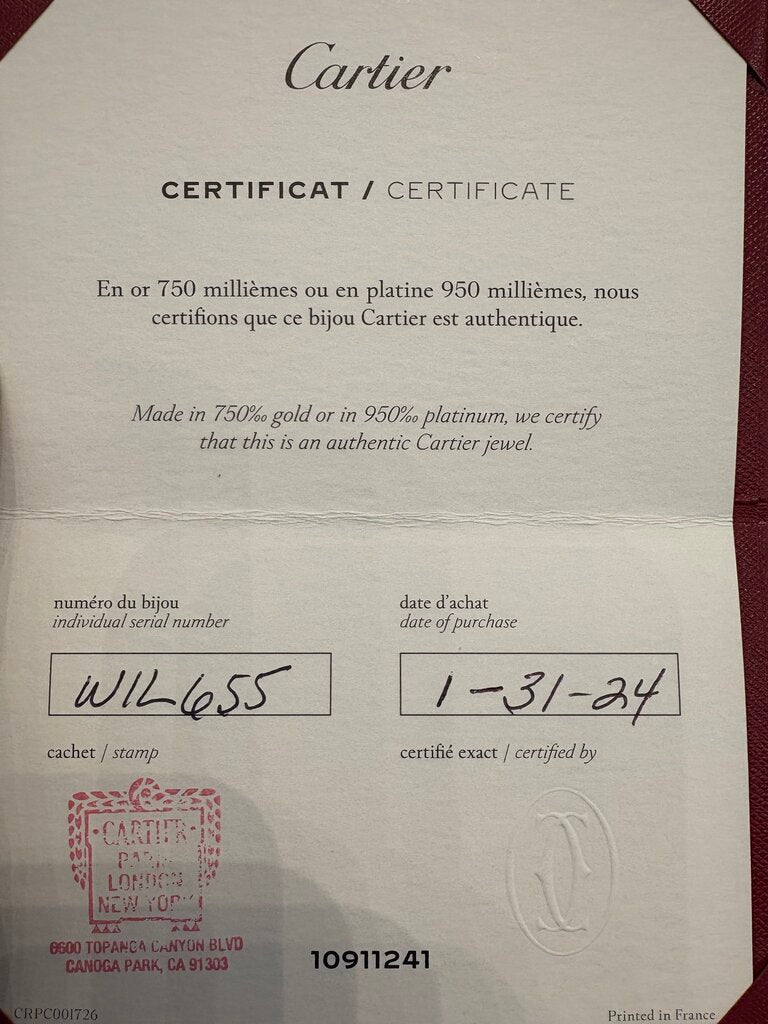 Cartier
CERTIFICAT / CERTIFICATE
En or 750 millièmes ou en platine 950 millièmes, nous
certifions que ce bijou Cartier est authentique.
Made in 750‰ gold or in 950‰ platinum, we certify
that this is an authentic Cartier jewel.
numéro du bijou
individual serial number
date d'achat
date of purchase
WIL655
1-31-24
cachet / stamp
certifié exact / certified by
CARTIER
PARIS
LONDON
NEW YORK
6600 TOPANGA CANYON BLVD
CANOGA PARK, CA 91303
10911241
CRPC001726
Printed in France